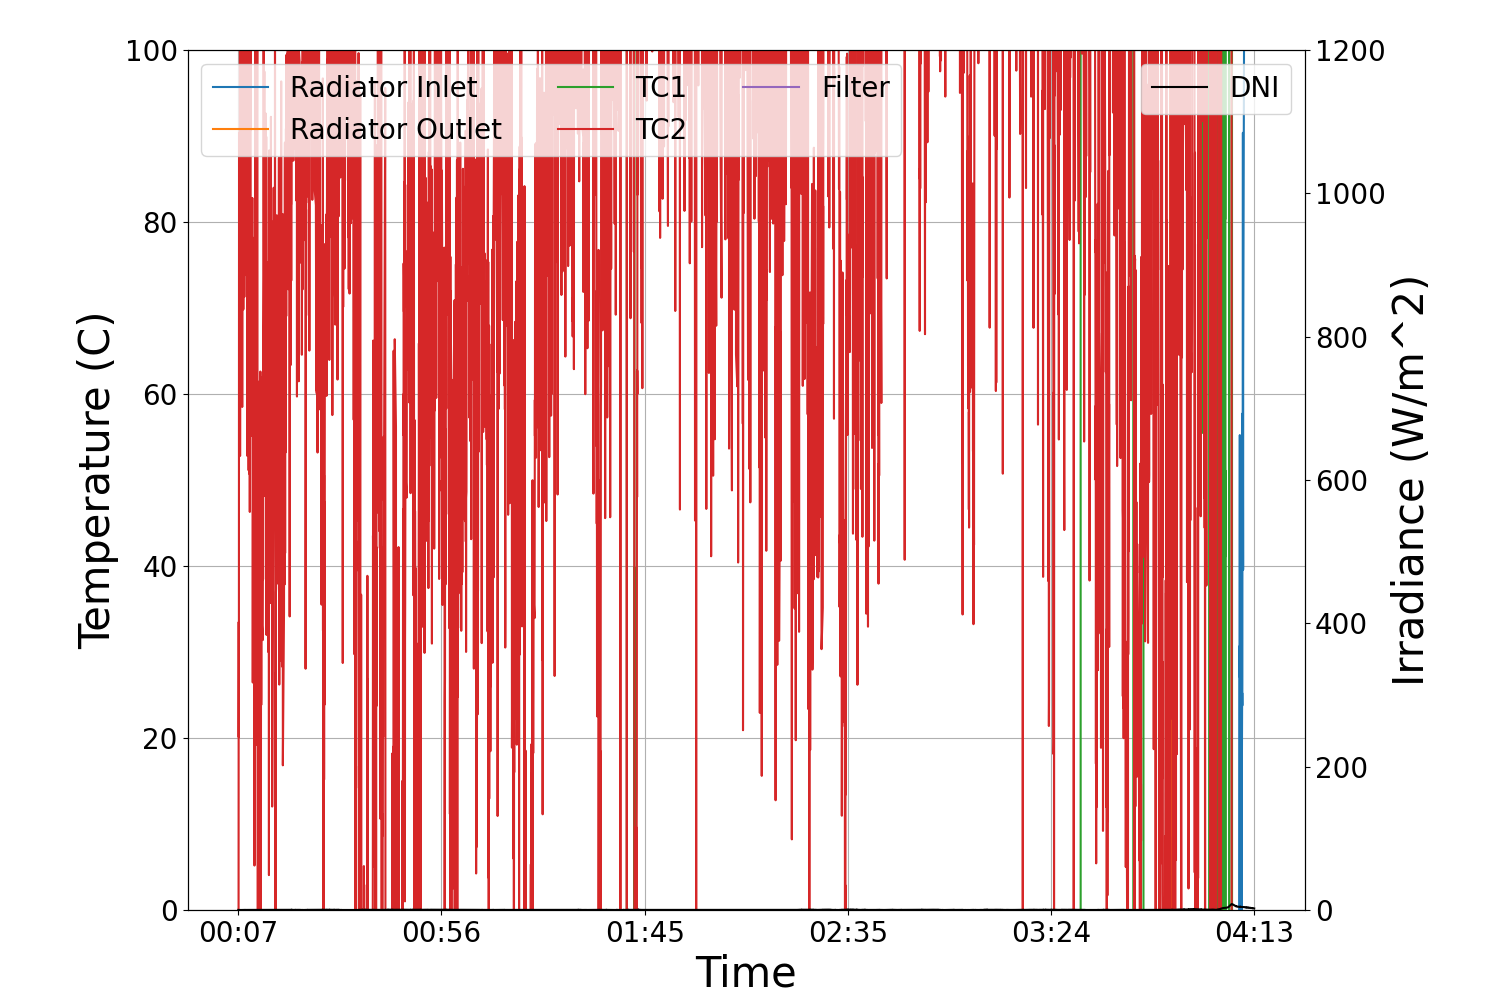 100
80
60
40
20
0
Temperature (C)
Radiator Inlet
Radiator Outlet
TC1
TC2
Filter
DNI
1200
1000
800
600
400
200
0
Irradiance (W/m^2)
00:07
00:56
01:45
02:35
03:24
04:13
Time